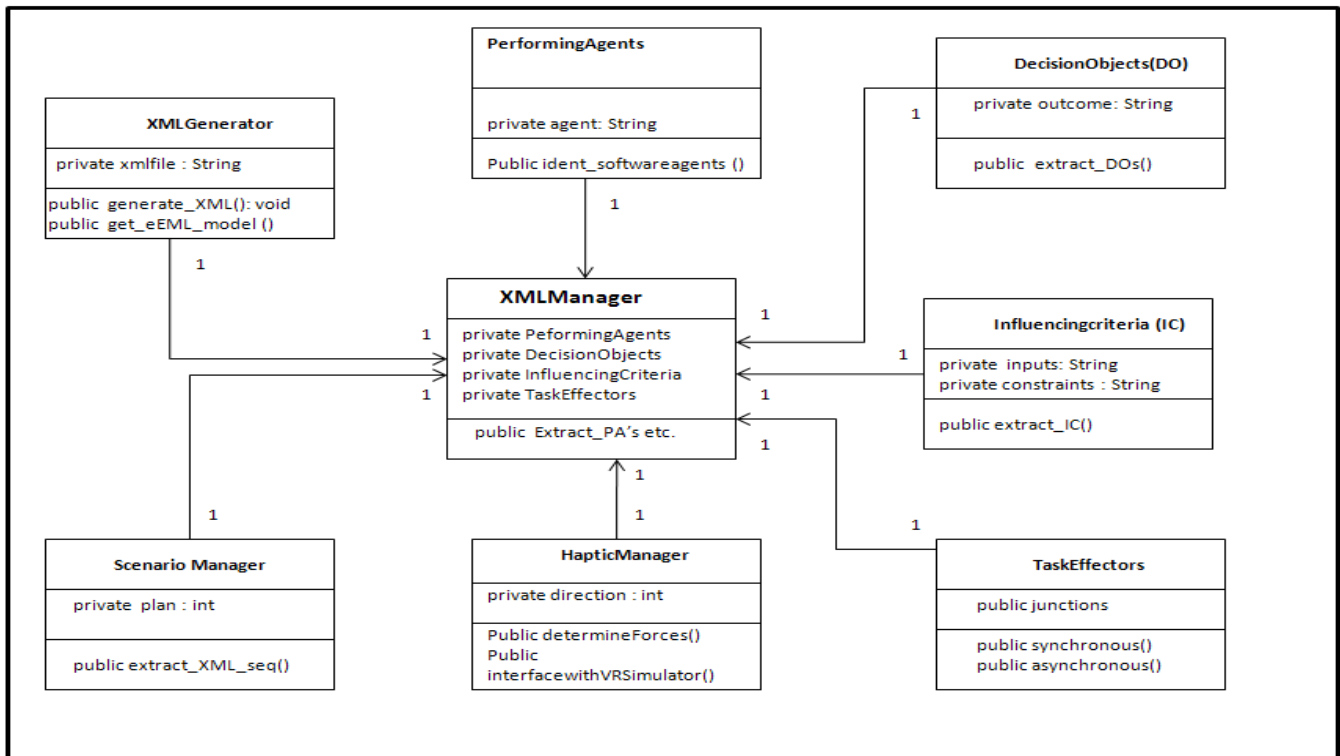 PerformingAgents
private agent: String
Public ident_softwareagents ()
1
DecisionObjects(DO)
private outcome: String
public extract_DOs()
1
XMLGenerator
private xmlfile : String
public generate_XML(): void
public get_eEML_model ()
1
XMLManager
private PeformingAgents
private DecisionObjects
private InfluencingCriteria
private TaskEffectors
public Extract_PA's etc.
1
1
1
1
1
1
Influencingcriteria (IC)
private inputs: String
private constraints : String
public extract_IC()
1
Scenario Manager
private plan : int
public extract_XML_seq()
1
HapticManager
private direction : int
Public determineForces()
Public
interfacewithVRSimulator()
1
TaskEffectors
public junctions
public synchronous()
public asynchronous()
1